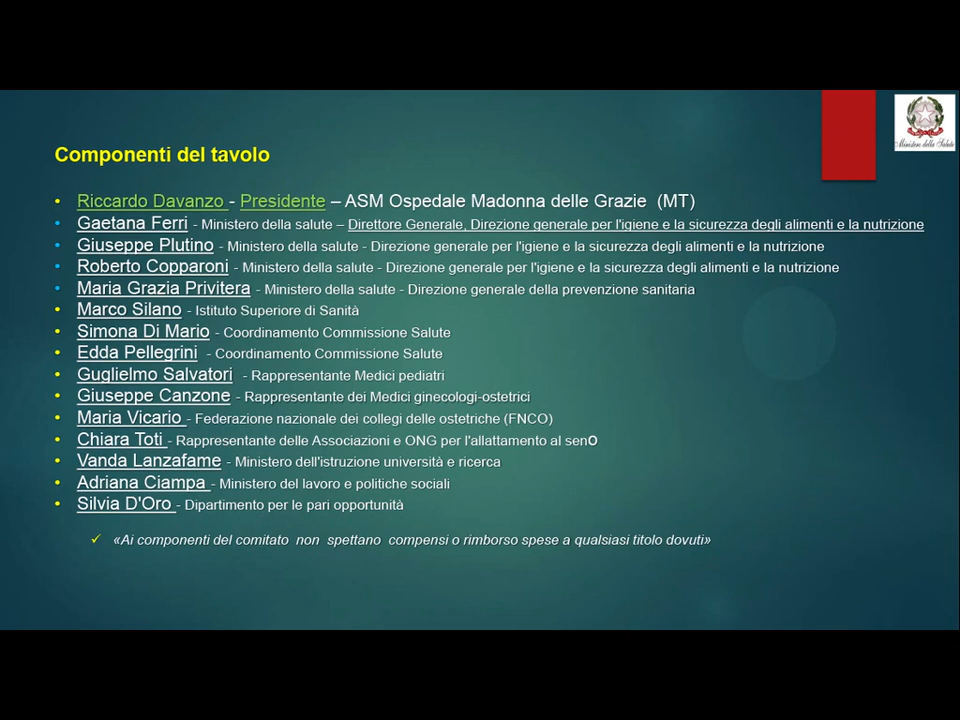 Ministero della Salute
Componenti del tavolo
• Riccardo Davanzo - Presidente – ASM Ospedale Madonna delle Grazie (MT)
• Gaetana Ferri - Ministero della salute – Direttore Generale, Direzione generale per l'igiene e la sicurezza degli alimenti e la nutrizione
• Giuseppe Plutino - Ministero della salute - Direzione generale per l'igiene e la sicurezza degli alimenti e la nutrizione
• Roberto Copparoni - Ministero della salute - Direzione generale per l'igiene e la sicurezza degli alimenti e la nutrizione
• Maria Grazia Privitera - Ministero della salute - Direzione generale della prevenzione sanitaria
• Marco Silano - Istituto Superiore di Sanità
• Simona Di Mario - Coordinamento Commissione Salute
• Edda Pellegrini - Coordinamento Commissione Salute
• Guglielmo Salvatori - Rappresentante Medici pediatri
• Giuseppe Canzone - Rappresentante dei Medici ginecologi-ostetrici
• Maria Vicario - Federazione nazionale dei collegi delle ostetriche (FNCO)
• Chiara Toti - Rappresentante delle Associazioni e ONG per l'allattamento al seno
• Vanda Lanzafame - Ministero dell'istruzione università e ricerca
• Adriana Ciampa - Ministero del lavoro e politiche sociali
• Silvia D'Oro - Dipartimento per le pari opportunità
✓ «Ai componenti del comitato non spettano compensi o rimborso spese a qualsiasi titolo dovuti»